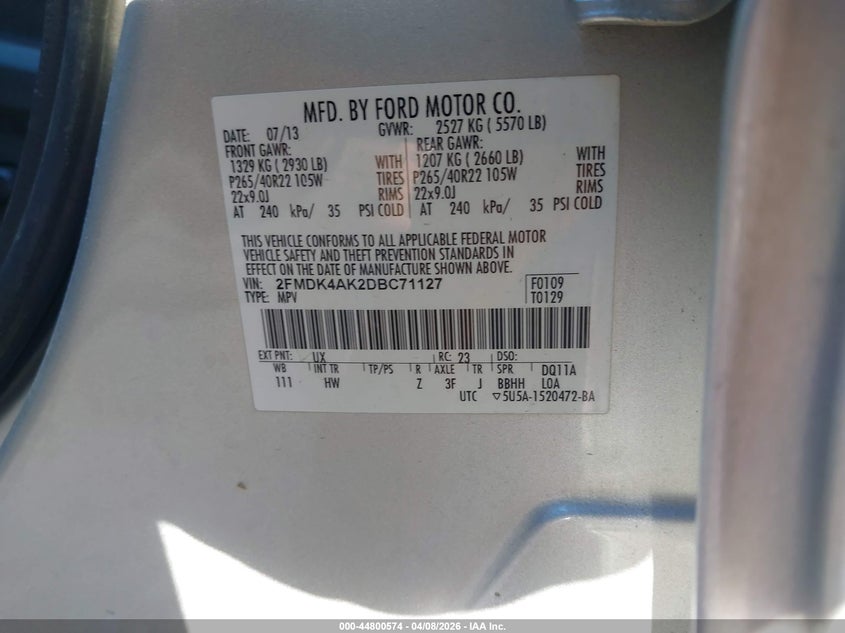 MFD. BY FORD MOTOR CO.
DATE: 07/13 GVWR: 2527 KG ( 5570 LB)
FRONT GAWR: REAR GAWR:
1329 KG ( 2930 LB) WITH 1207 KG ( 2660 LB) WITH
P265/40R22 105W TIRES P265/40R22 105W TIRES
22x9.0J RIMS 22x9.0J RIMS
AT 240 kPa/ 35 PSI COLD AT 240 kPa/ 35 PSI COLD
THIS VEHICLE CONFORMS TO ALL APPLICABLE FEDERAL MOTOR
VEHICLE SAFETY AND THEFT PREVENTION STANDARDS IN
EFFECT ON THE DATE OF MANUFACTURE SHOWN ABOVE.
VIN: 2FMDK4AK2DBC71127 F0109
TYPE: MPV T0129
EXT PNT: UX RC: 23 DSO:
WB INT TR TP/PS R AXLE TR SPR DQ11A
111 HW Z 3F J BBHH LOA
UTC ▽5U5A-1520472-BA
000-44800574 - 04/08/2026 - IAA Inc.